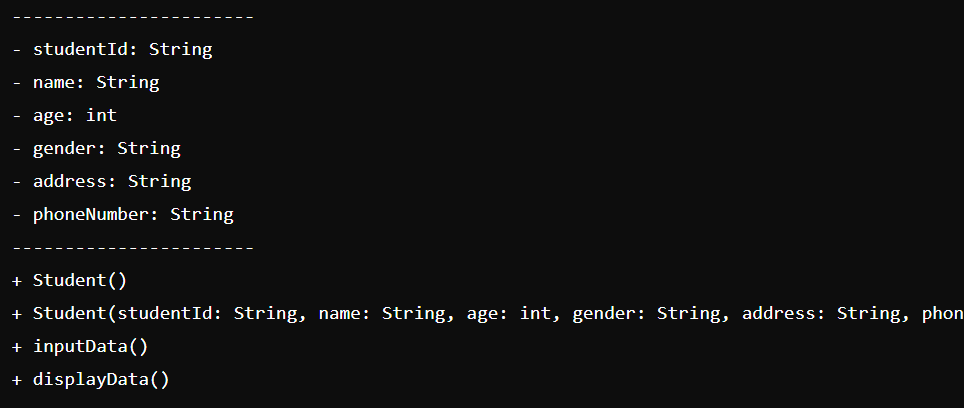 -----------------------
- studentId: String
- name: String
- age: int
- gender: String
- address: String
- phoneNumber: String
-----------------------
+ Student()
+ Student(studentId: String, name: String, age: int, gender: String, address: String, phon
+ inputData()
+ displayData()